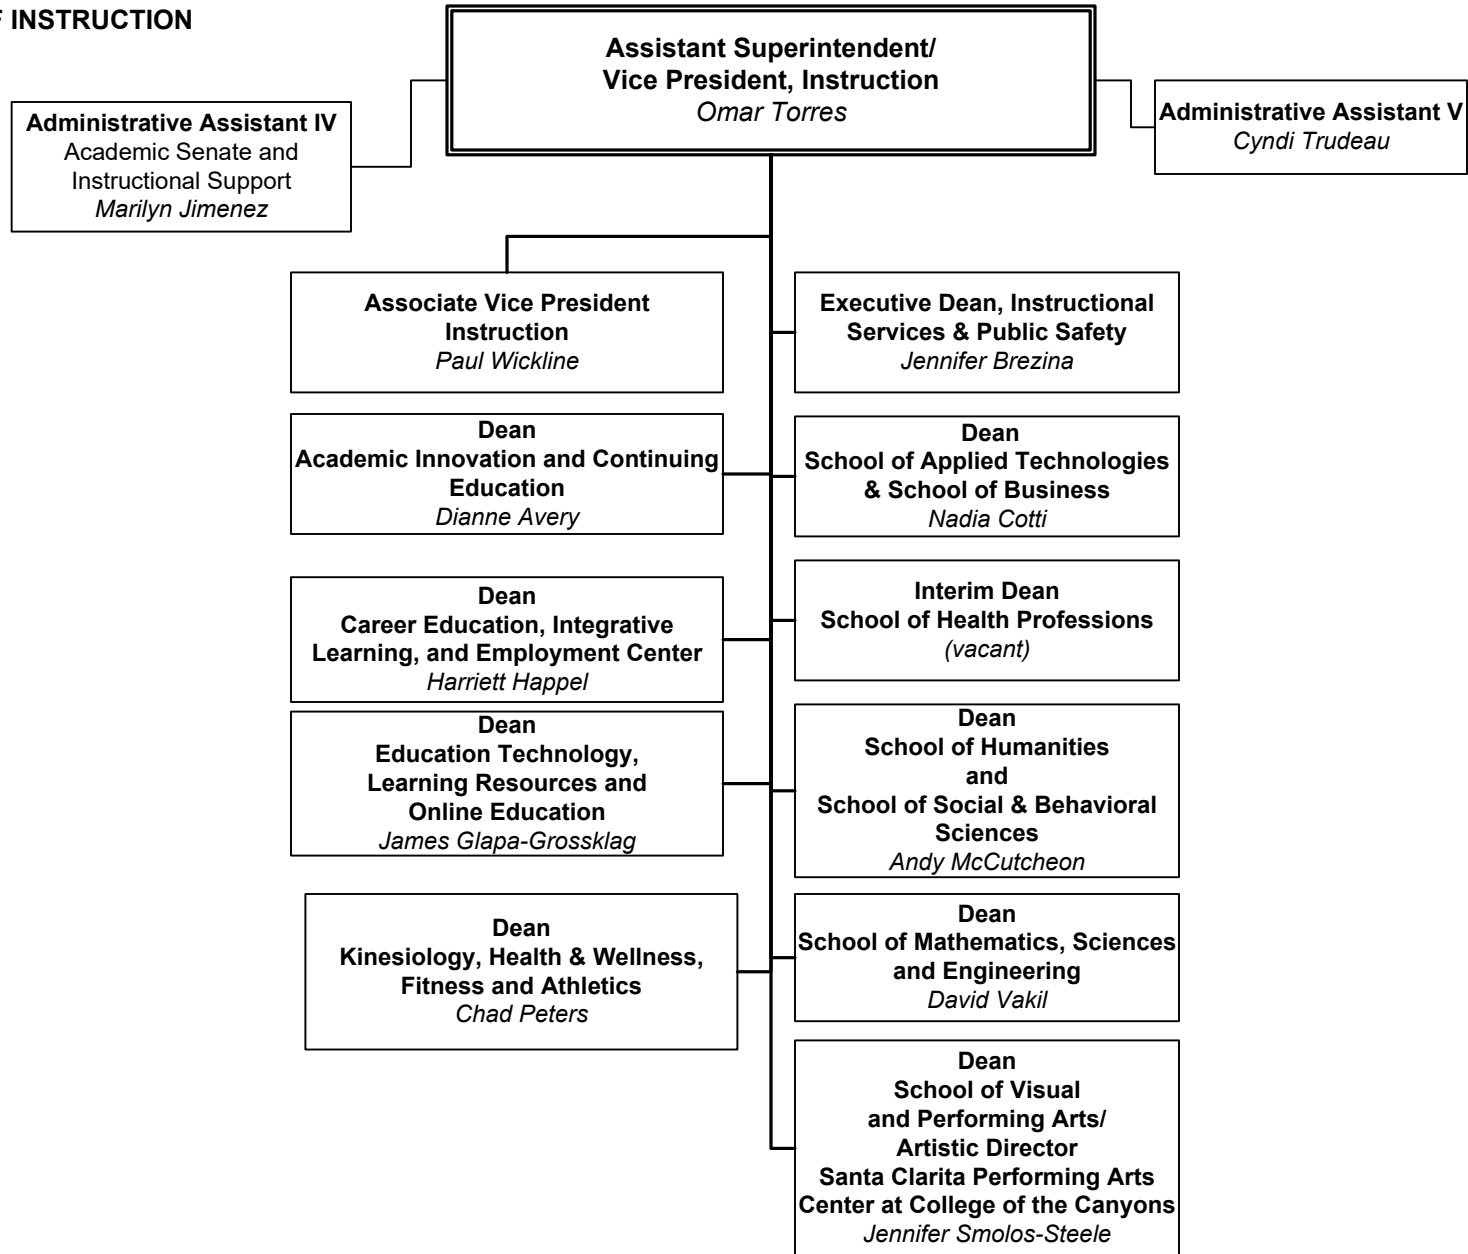 INSTRUCTION
Assistant Superintendent/
Vice President, Instruction
Omar Torres
Administrative Assistant IV
Academic Senate and
Instructional Support
Marilyn Jimenez
Administrative Assistant V
Cyndi Trudeau
Associate Vice President
Instruction
Paul Wickline
Executive Dean, Instructional
Services & Public Safety
Jennifer Brezina
Dean
Academic Innovation and Continuing
Education
Dianne Avery
Dean
School of Applied Technologies
& School of Business
Nadia Cotti
Dean
Career Education, Integrative
Learning, and Employment Center
Harriett Happel
Interim Dean
School of Health Professions
(vacant)
Dean
Education Technology,
Learning Resources and
Online Education
James Glapa-Grossklag
Dean
School of Humanities
and
School of Social & Behavioral
Sciences
Andy McCutcheon
Dean
Kinesiology, Health & Wellness,
Fitness and Athletics
Chad Peters
Dean
School of Mathematics, Sciences
and Engineering
David Vakil
Dean
School of Visual
and Performing Arts/
Artistic Director
Santa Clarita Performing Arts
Center at College of the Canyons
Jennifer Smolos-Steele